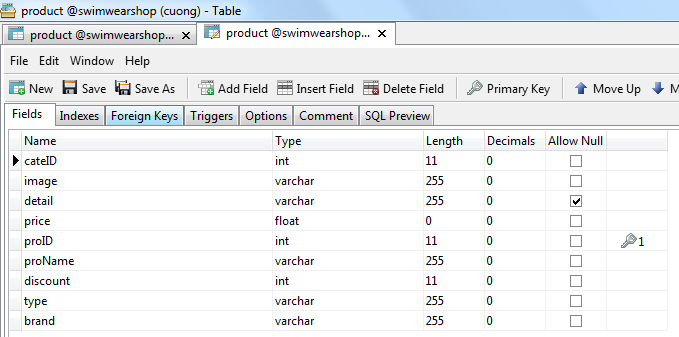 product @swimwearshop (cuong) - Table
product @swimwearshop... product @swimwearshop...
File Edit Window Help
New Save Save As Add Field Insert Field Delete Field Primary Key Move Up M
Fields Indexes Foreign Keys Triggers Options Comment SQL Preview
Name Type Length Decimals Allow Null
cateID int 11 0
image varchar 255 0
detail varchar 255 0
price float 0 0
proID int 11 0 1
proName varchar 255 0
discount int 11 0
type varchar 255 0
brand varchar 255 0